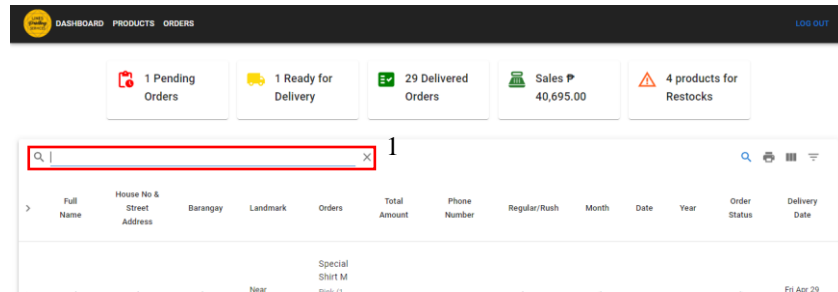 DASHBOARD PRODUCTS ORDERS LOG OUT
1 Pending Orders
1 Ready for Delivery
29 Delivered Orders
Sales ₱ 40,695.00
4 products for Restocks
1
Full Name
House No & Street Address
Barangay
Landmark
Orders
Total Amount
Phone Number
Regular/Rush
Month
Date
Year
Order Status
Delivery Date
Near
Special
Shirt M
Fri Apr 29